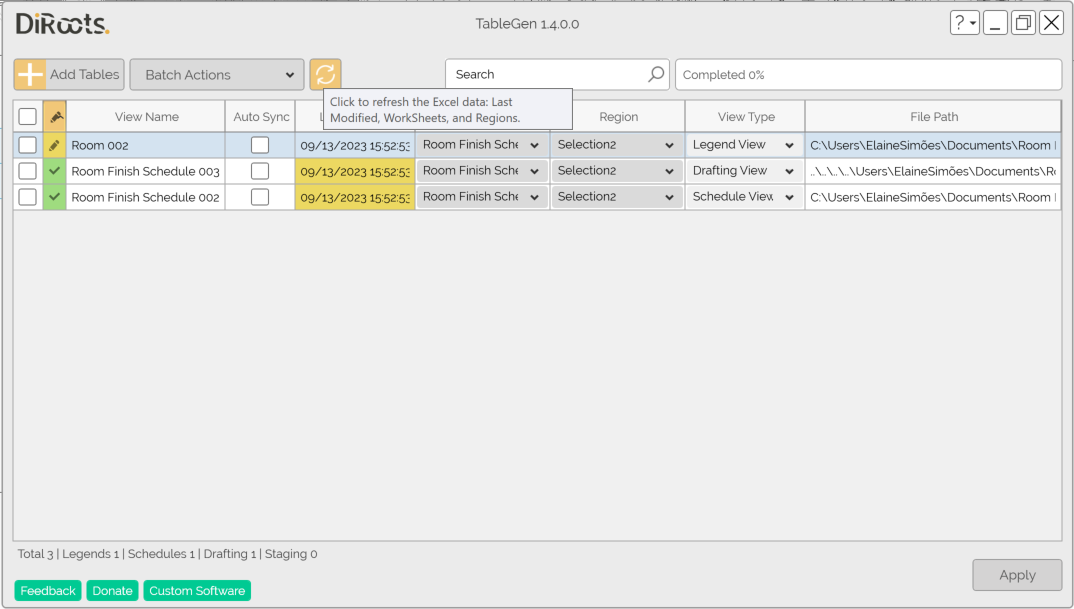 DiRoots.
TableGen 1.4.0.0
?
Add Tables
Batch Actions
Search
Completed 0%
Click to refresh the Excel data: Last
Modified, WorkSheets, and Regions.
View Name Auto Sync L Region View Type File Path
Room 002 09/13/2023 15:52:53 Room Finish Sche Selection2 Legend View C:\Users\ElaineSimões\Documents\Room
Room Finish Schedule 003 09/13/2023 15:52:53 Room Finish Sche Selection2 Drafting View ..\..\..\..\Users\ElaineSimões\Documents\Ro
Room Finish Schedule 002 09/13/2023 15:52:53 Room Finish Sche Selection2 Schedule View C:\Users\ElaineSimões\Documents\Room
Total 3 | Legends 1 | Schedules 1 | Drafting 1 | Staging 0
Apply
Feedback
Donate
Custom Software